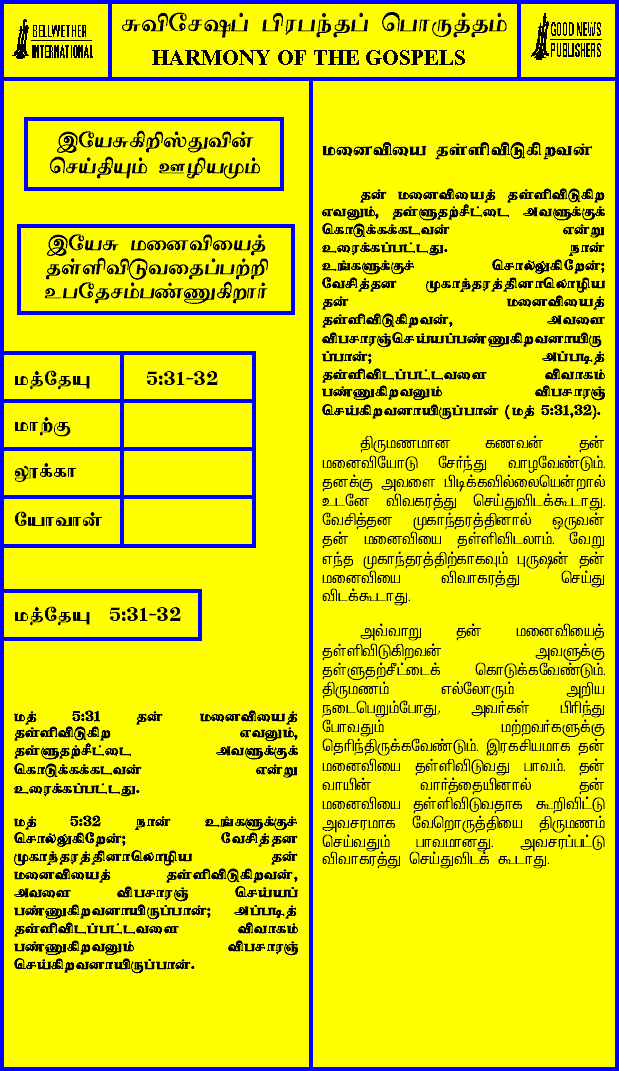 BELLWETHER
INTERNATIONAL
சுவிசேஷப் பிரபந்தப் பொருத்தம்
HARMONY OF THE GOSPELS
GOOD NEWS
PUBLISHERS
இயேசுகிறிஸ்துவின்
செய்தியும் ஊழியமும்
இயேசு மனைவியைத்
தள்ளிவிடுவதைப்பற்றி
உபதேசம்பண்ணுகிறார்
மத்தேயு 5:31-32
மாற்கு
லூக்கா
யோவான்
மத்தேயு 5:31-32
மத் 5:31 தன் மனைவியைத்
தள்ளிவிடுகிற எவனும்,
தள்ளுதற்சீட்டை அவளுக்குக்
கொடுக்கக்கடவன் என்று
உரைக்கப்பட்டது.
மத் 5:32 நான் உங்களுக்குச்
சொல்லுகிறேன்; வேசித்தன
முகாந்தரத்தினாலொழிய தன்
மனைவியைத் தள்ளிவிடுகிறவன்,
அவளை விபசாரஞ் செய்யப்
பண்ணுகிறவனாயிருப்பான்; அப்படித்
தள்ளிவிடப்பட்டவளை விவாகம்
பண்ணுகிறவனும் விபசாரஞ்
செய்கிறவனாயிருப்பான்.
மனைவியை தள்ளிவிடுகிறவன்
தன் மனைவியைத் தள்ளிவிடுகிற
எவனும், தள்ளுதற்சீட்டை அவளுக்குக்
கொடுக்கக்கடவன் என்று
உரைக்கப்பட்டது. நான்
உங்களுக்குச் சொல்லுகிறேன்;
வேசித்தன முகாந்தரத்தினாலொழிய
தன் மனைவியைத்
தள்ளிவிடுகிறவன், அவளை
விபசாரஞ்செய்யப்பண்ணுகிறவனாயிரு
ப்பான்; அப்படித்
தள்ளிவிடப்பட்டவளை விவாகம்
பண்ணுகிறவனும் விபசாரஞ்
செய்கிறவனாயிருப்பான் (மத் 5:31,32).
திருமணமான கணவன் தன்
மனைவியோடு சேர்ந்து வாழவேண்டும்.
தனக்கு அவளை பிடிக்கவில்லையென்றால்
உடனே விவகரத்து செய்துவிடக்கூடாது.
வேசித்தன முகாந்தரத்தினால் ஒருவன்
தன் மனைவியை தள்ளிவிடலாம். வேறு
எந்த முகாந்தரத்திற்காகவும் புருஷன் தன்
மனைவியை விவாகரத்து செய்து
விடக்கூடாது.
அவ்வாறு தன் மனைவியைத்
தள்ளிவிடுகிறவன் அவளுக்கு
தள்ளுதற்சீட்டைக் கொடுக்கவேண்டும்.
திருமணம் எல்லோரும் அறிய
நடைபெறும்போது, அவர்கள் பிரிந்து
போவதும் மற்றவர்களுக்கு
தெரிந்திருக்கவேண்டும். இரகசியமாக தன்
மனைவியை தள்ளிவிடுவது பாவம். தன்
வாயின் வார்த்தையினால் தன்
மனைவியை தள்ளிவிடுவதாக கூறிவிட்டு
அவசரமாக வேறொருத்தியை திருமணம்
செய்வதும் பாவமானது. அவசரப்பட்டு
விவாகரத்து செய்துவிடக் கூடாது.